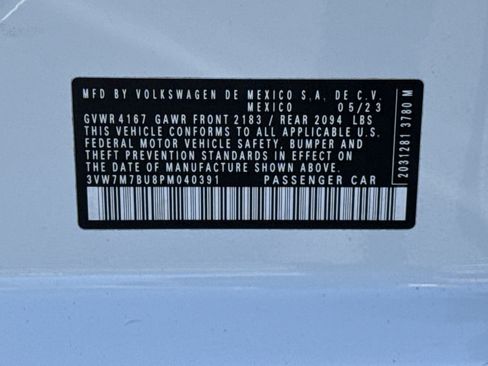 MFD BY VOLKSWAGEN DE MEXICO S.A. DE C.V.
MEXICO 05/23
GVWR 4167 GAWR FRONT 2183 / REAR 2094 LBS
THIS VEHICLE CONFORMS TO ALL APPLICABLE U.S.
FEDERAL MOTOR VEHICLE SAFETY, BUMPER AND
THEFT PREVENTION STANDARDS IN EFFECT ON
THE DATE OF MANUFACTURE SHOWN ABOVE.
3VW7M7BU8PM040391 PASSENGER CAR
2031281 3780 M